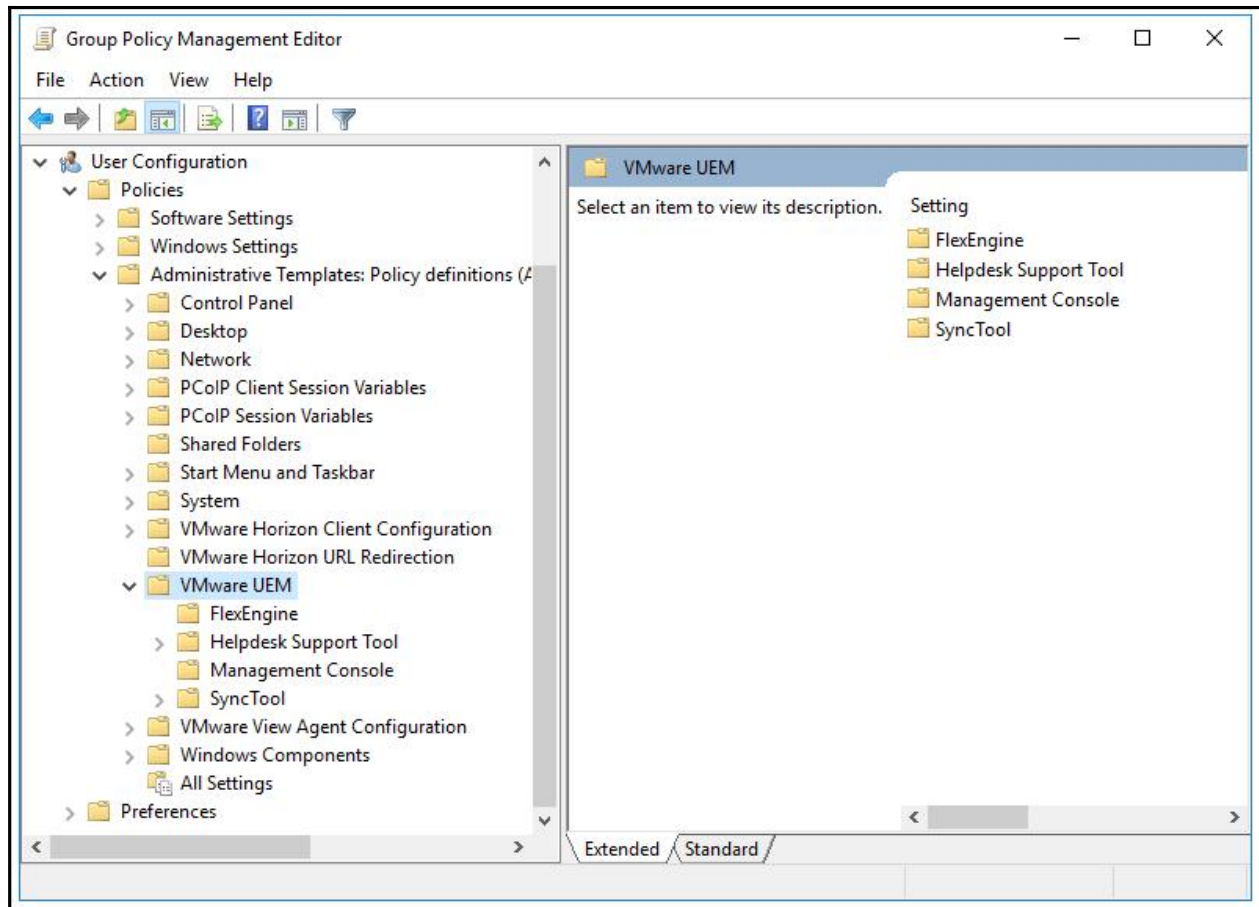 Group Policy Management Editor
File Action View Help
User Configuration
Policies
Software Settings
Windows Settings
Administrative Templates: Policy definitions (A
Control Panel
Desktop
Network
PCoIP Client Session Variables
PCoIP Session Variables
Shared Folders
Start Menu and Taskbar
System
VMware Horizon Client Configuration
VMware Horizon URL Redirection
VMware UEM
FlexEngine
Helpdesk Support Tool
Management Console
SyncTool
VMware View Agent Configuration
Windows Components
All Settings
Preferences
VMware UEM
Select an item to view its description.
Setting
FlexEngine
Helpdesk Support Tool
Management Console
SyncTool
Extended Standard